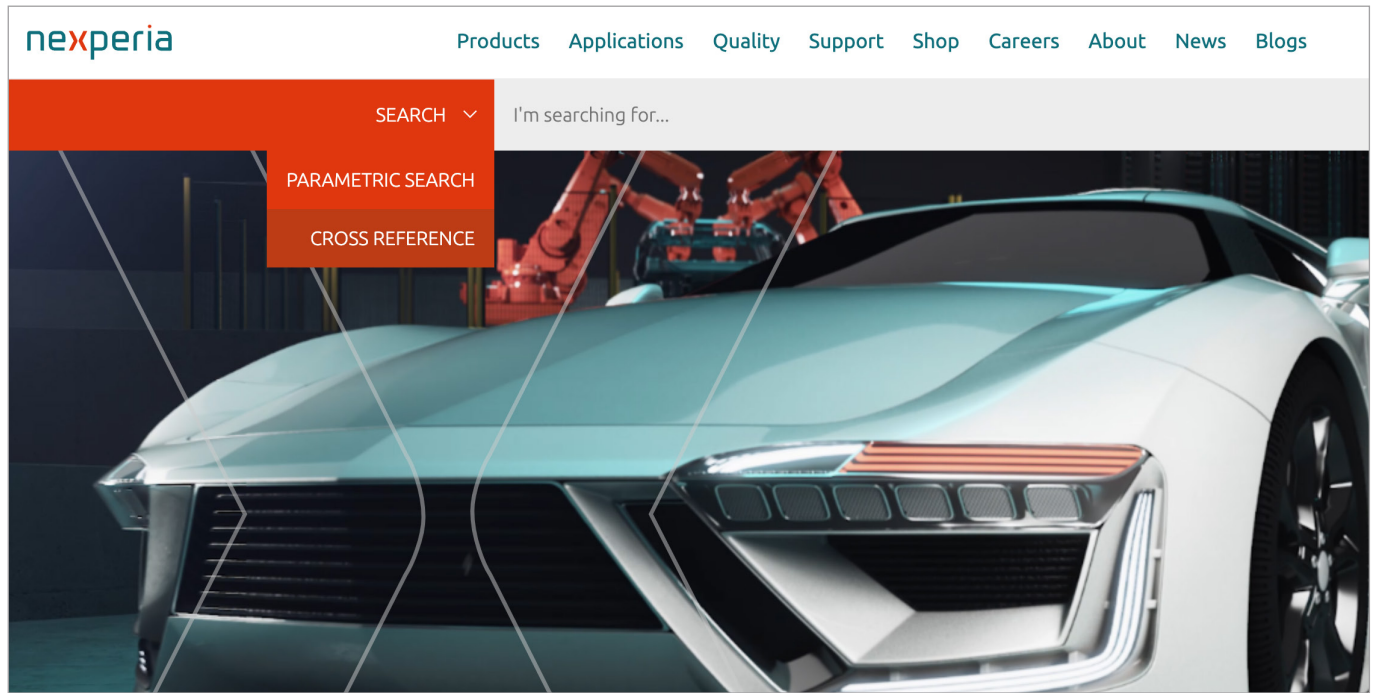 nexperia
Products Applications Quality Support Shop Careers About News Blogs
SEARCH I'm searching for...
PARAMETRIC SEARCH
CROSS REFERENCE